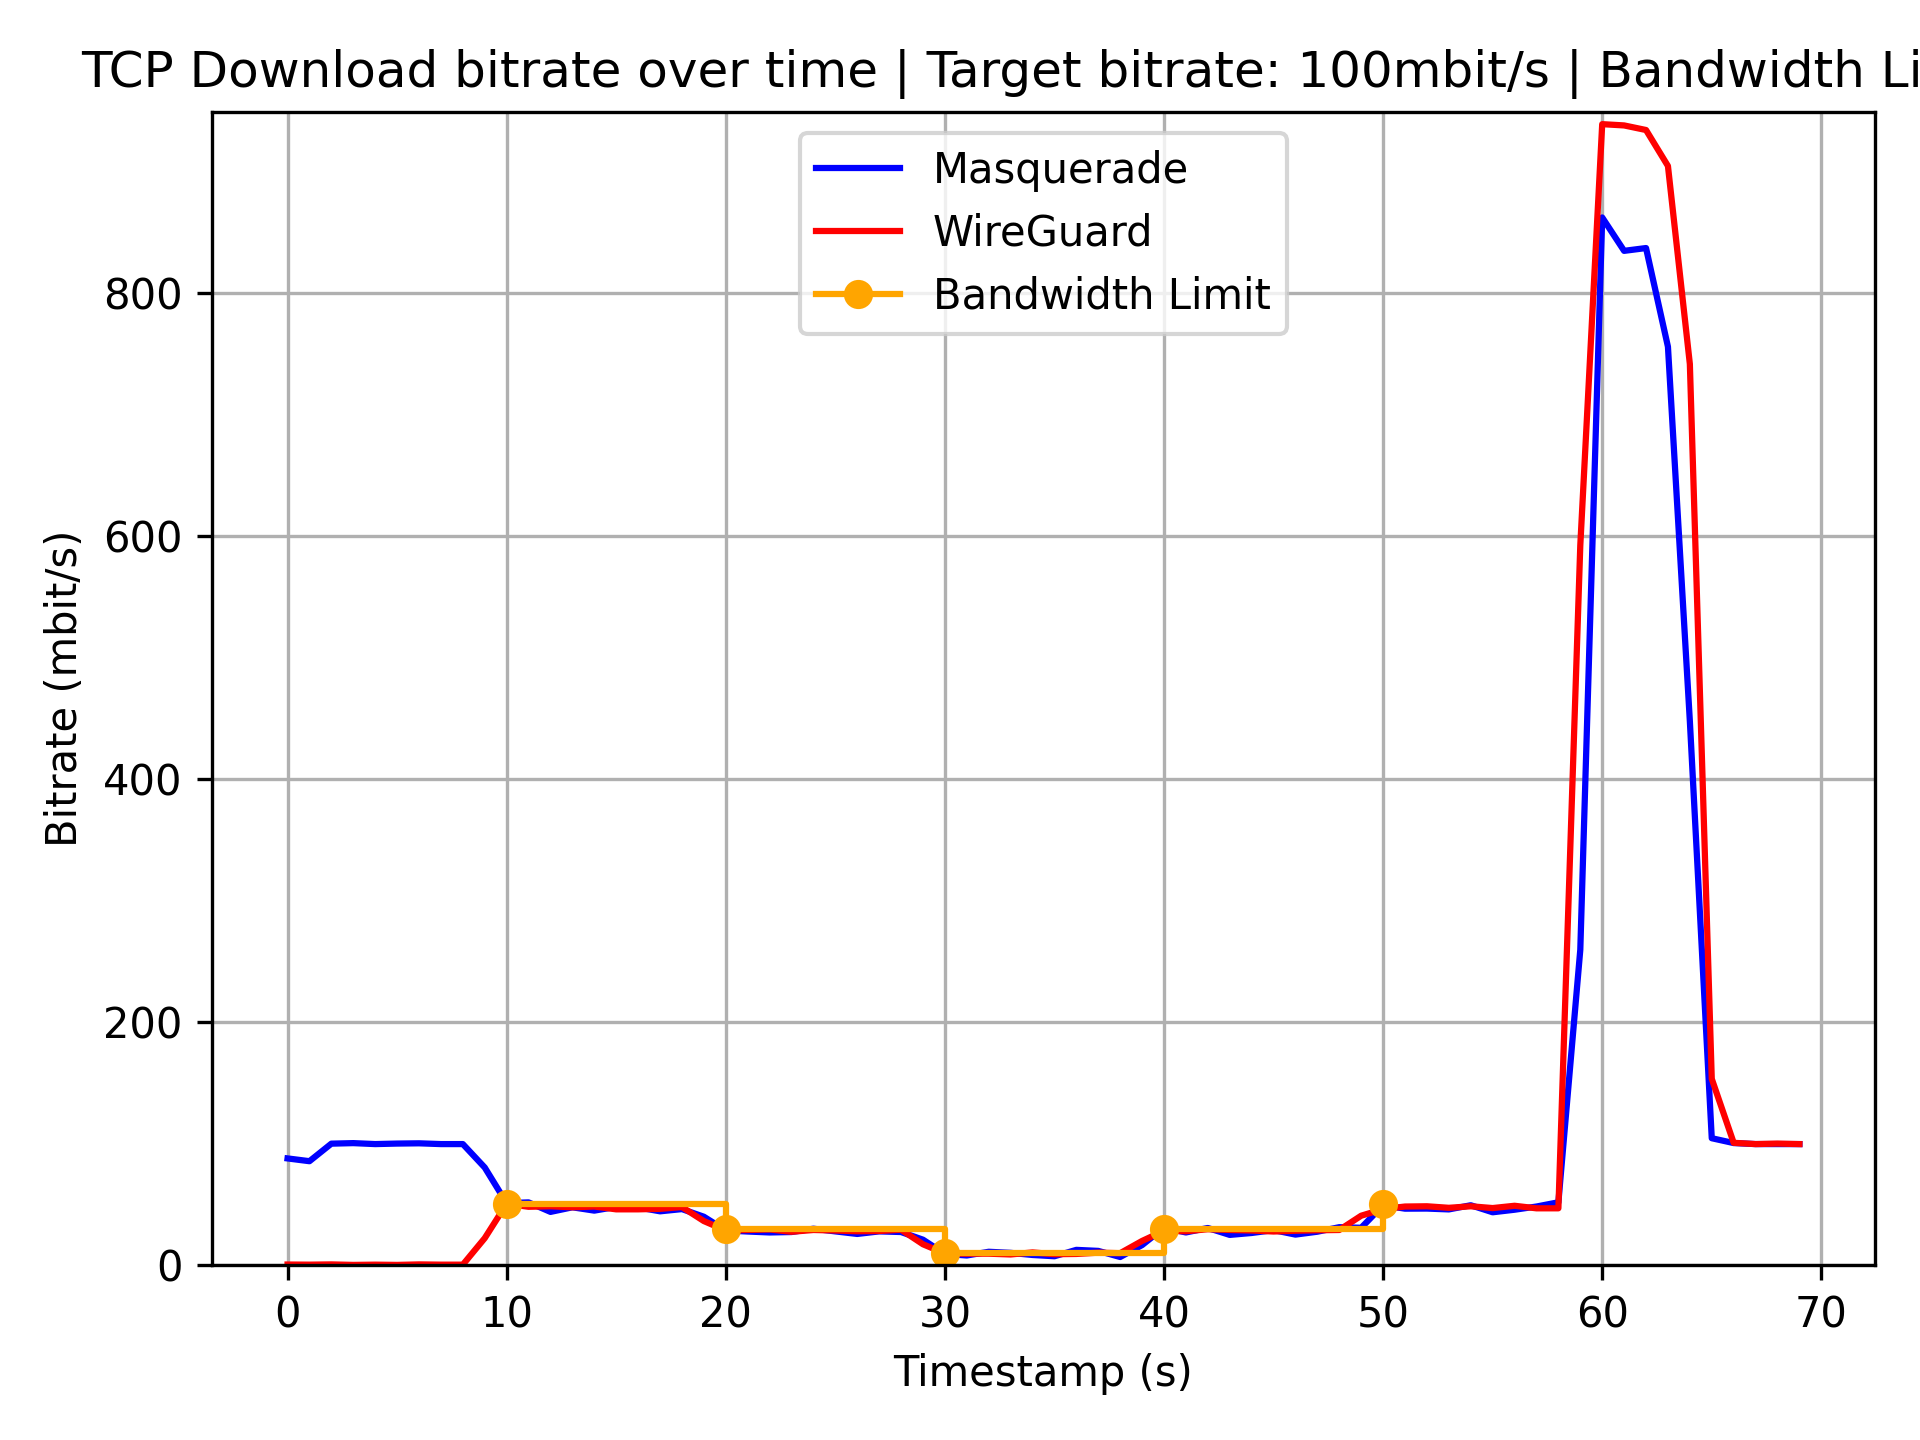 TCP Download bitrate over time | Target bitrate: 100mbit/s | Bandwidth Li
Masquerade
WireGuard
Bandwidth Limit
Bitrate (mbit/s)
800
600
400
200
0
0 10 20 30 40 50 60 70
Timestamp (s)